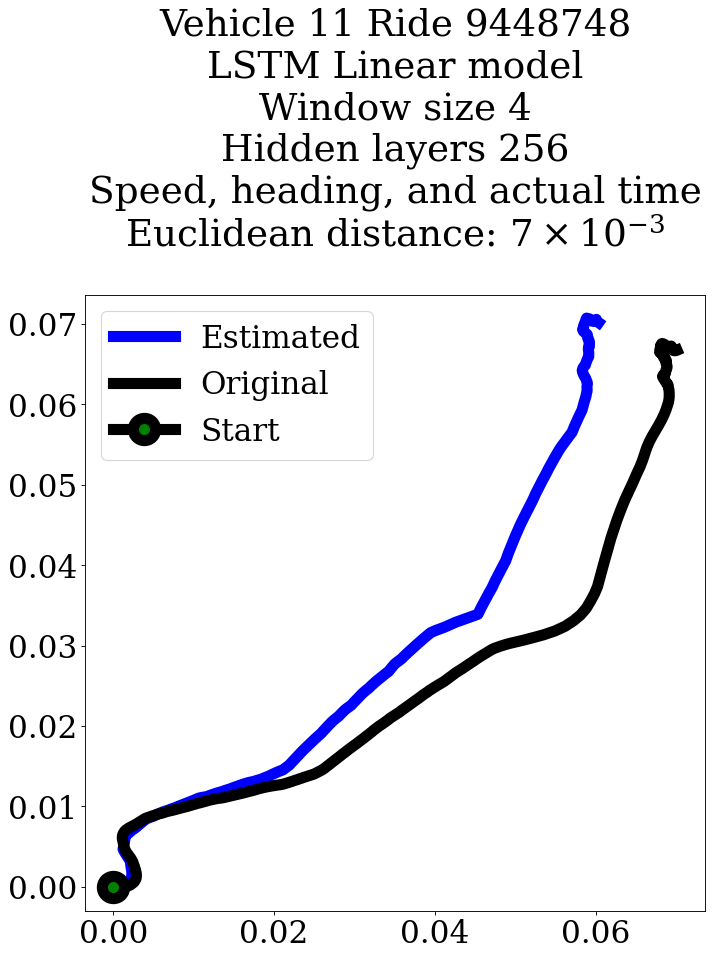 Vehicle 11 Ride 9448748
LSTM Linear model
Window size 4
Hidden layers 256
Speed, heading, and actual time
Euclidean distance: 7 × 10⁻³
Estimated
Original
Start
0.07
0.06
0.05
0.04
0.03
0.02
0.01
0.00
0.00 0.02 0.04 0.06